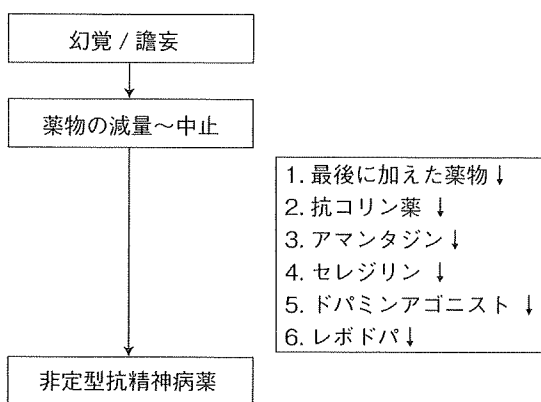 幻覚 / 譫妄
薬物の減量～中止
1. 最後に加えた薬物↓
2. 抗コリン薬 ↓
3. アマンタジン↓
4. セレジリン ↓
5. ドパミンアゴニスト ↓
6. レボドパ↓
非定型抗精神病薬